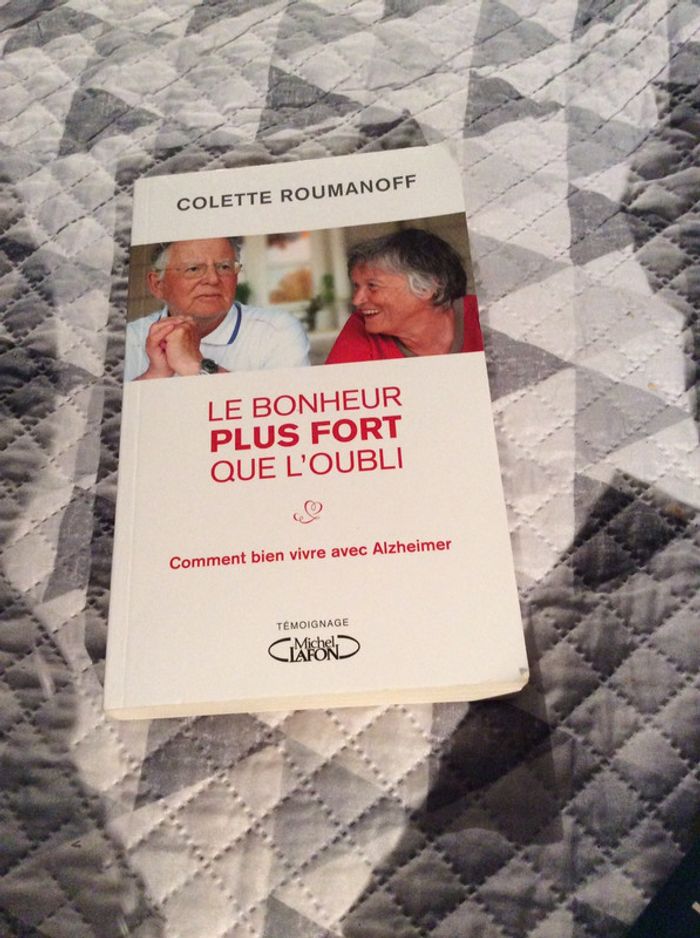 COLETTE ROUMANOFF
LE BONHEUR
PLUS FORT
QUE L'OUBLI
Comment bien vivre avec Alzheimer
TÉMOIGNAGE
Michel
LAFON